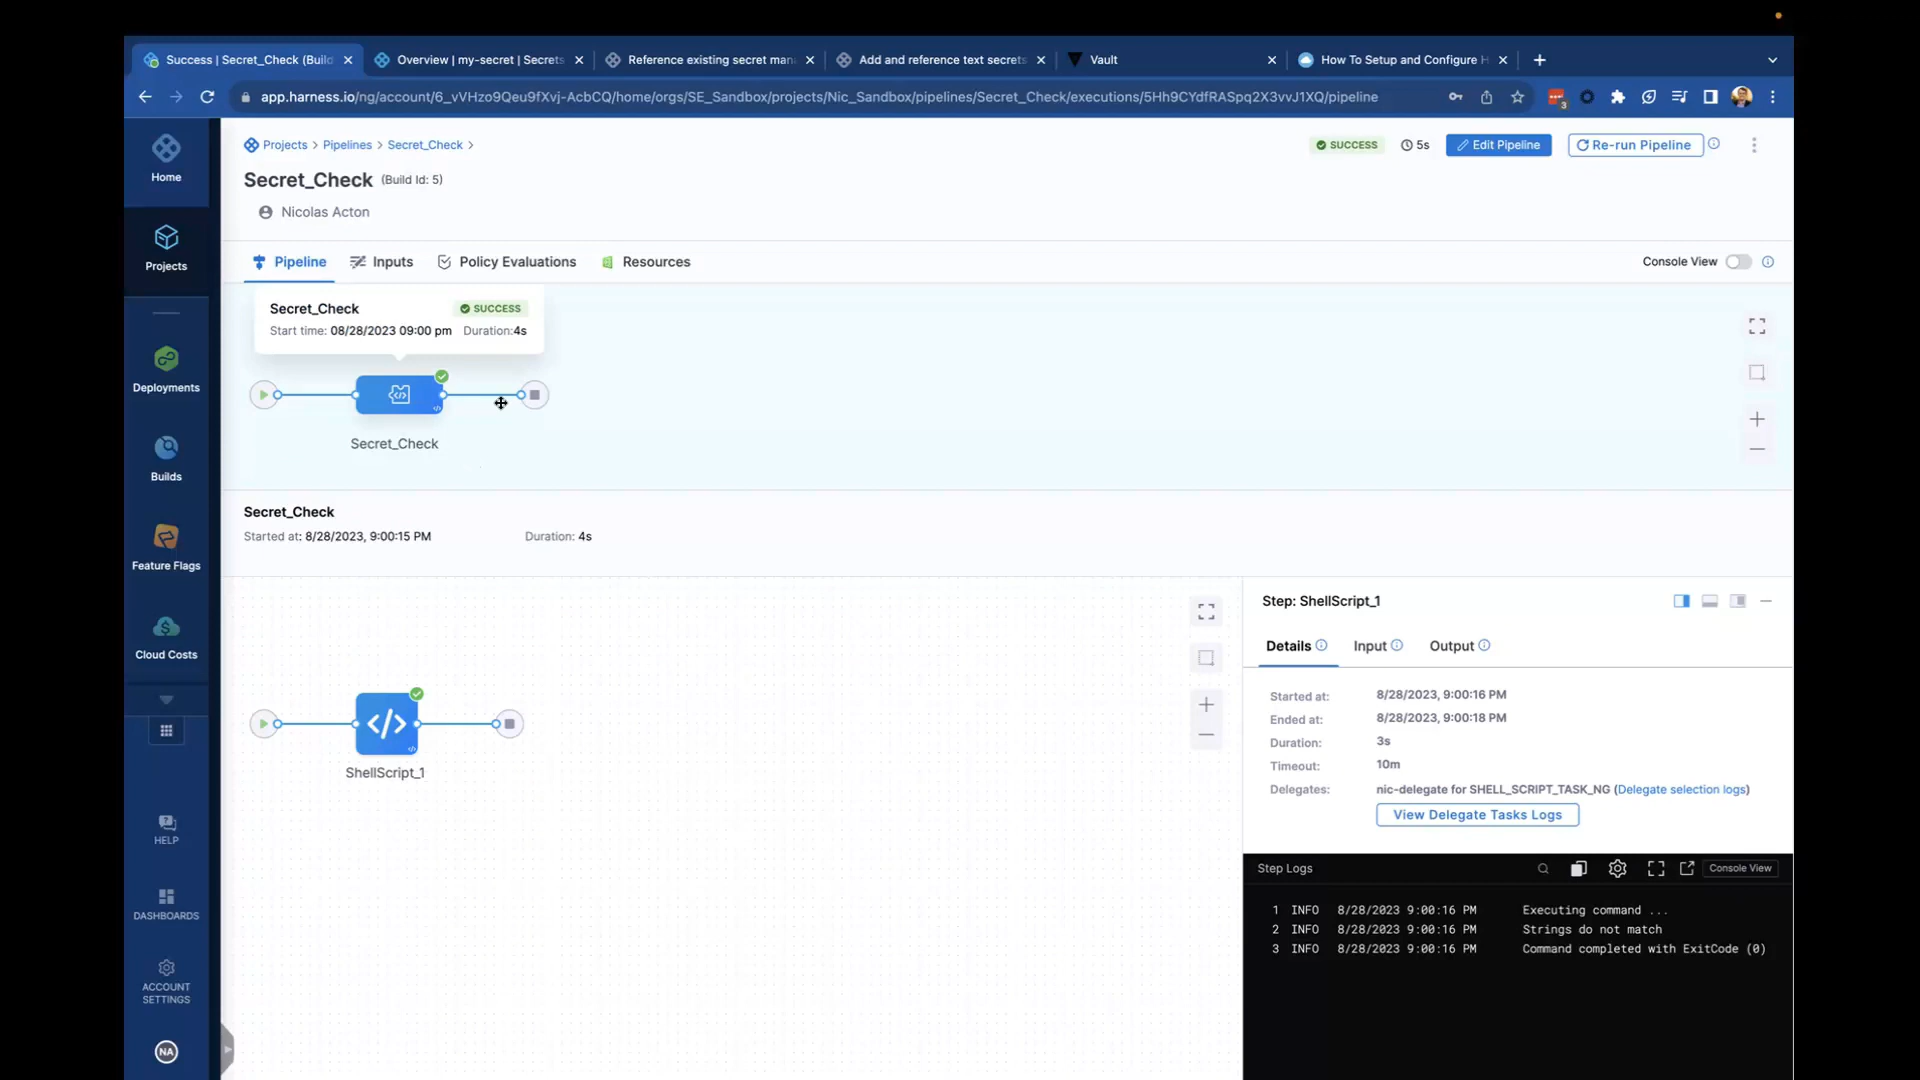 Success | Secret_Check (Build
Overview | my-secret | Secrets
Reference existing secret man
Add and reference text secrets
Vault
How To Setup and Configure H
app.harness.io/ng/account/6_vVHzo9Qeu9fXvj-AcbCQ/home/orgs/SE_Sandbox/projects/Nic_Sandbox/pipelines/Secret_Check/executions/5Hh9CYdfRASpq2X3vvJ1XQ/pipeline
3
Home
Projects
Deployments
Builds
Feature Flags
Cloud Costs
HELP
DASHBOARDS
ACCOUNT
SETTINGS
NA
Projects > Pipelines > Secret_Check >
SUCCESS
5s
Edit Pipeline
Re-run Pipeline
Secret_Check (Build Id: 5)
Nicolas Acton
Pipeline
Inputs
Policy Evaluations
Resources
Console View
Secret_Check
SUCCESS
Start time: 08/28/2023 09:00 pm Duration:4s
Secret_Check
Secret_Check
Started at: 8/28/2023, 9:00:15 PM
Duration: 4s
ShellScript_1
Step: ShellScript_1
Details
Input
Output
Started at: 8/28/2023, 9:00:16 PM
Ended at: 8/28/2023, 9:00:18 PM
Duration: 3s
Timeout: 10m
Delegates: nic-delegate for SHELL_SCRIPT_TASK_NG (Delegate selection logs)
View Delegate Tasks Logs
Step Logs
Console View
1 INFO 8/28/2023 9:00:16 PM Executing command ...
2 INFO 8/28/2023 9:00:16 PM Strings do not match
3 INFO 8/28/2023 9:00:16 PM Command completed with ExitCode (0)